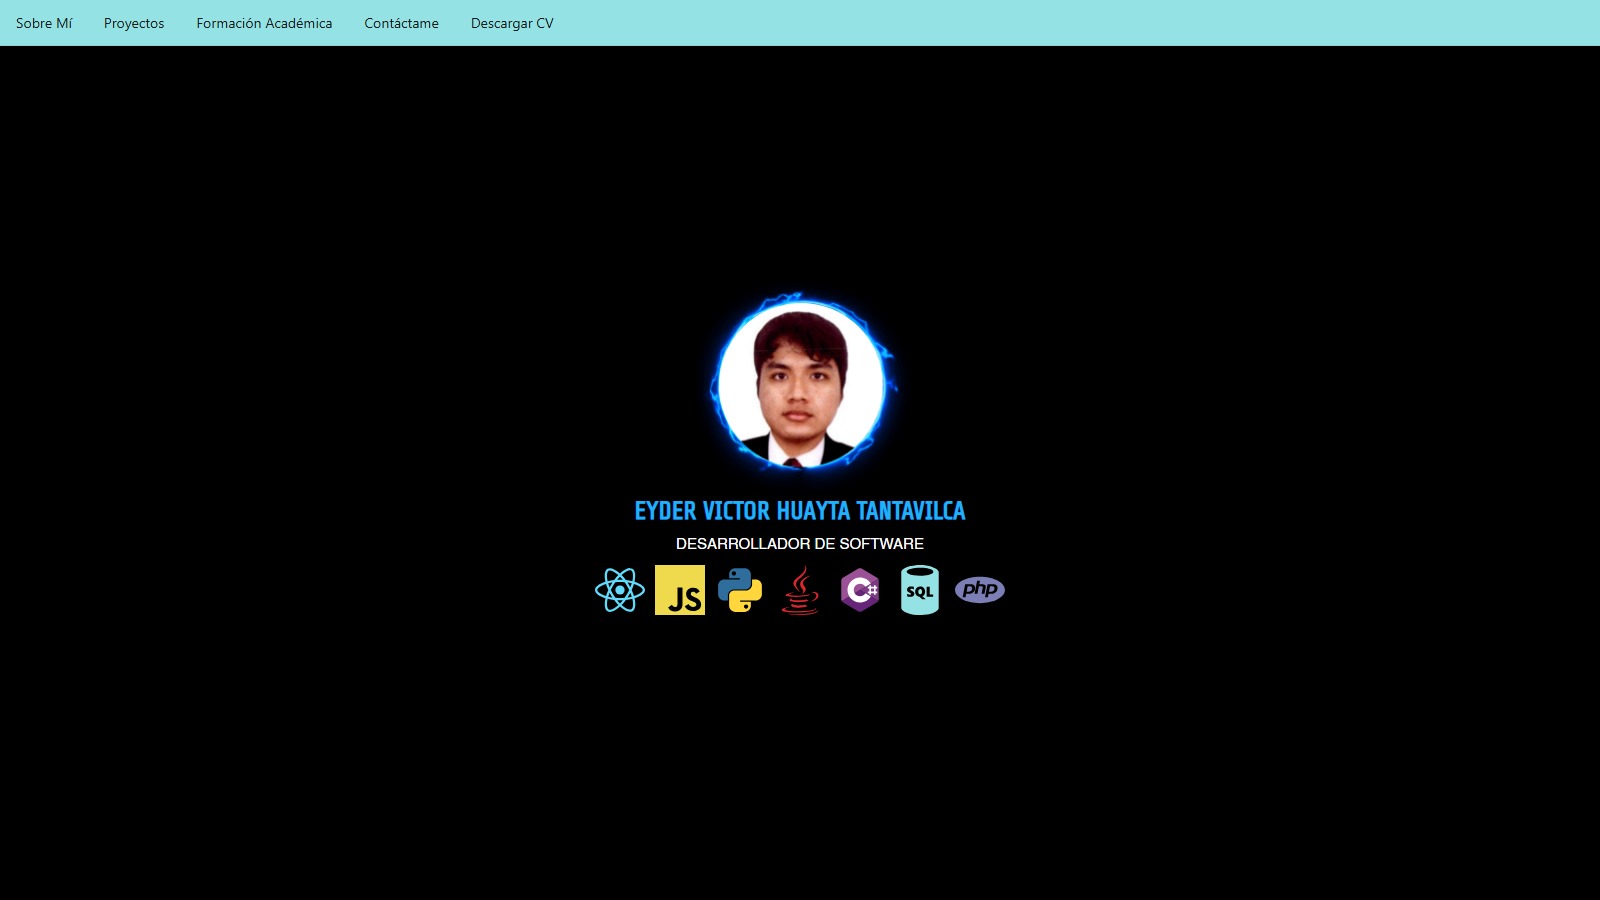 Sobre Mí Proyectos Formación Académica Contáctame Descargar CV
EYDER VICTOR HUAYTA TANTAVILCA
DESARROLLADOR DE SOFTWARE
JS C# SQL php